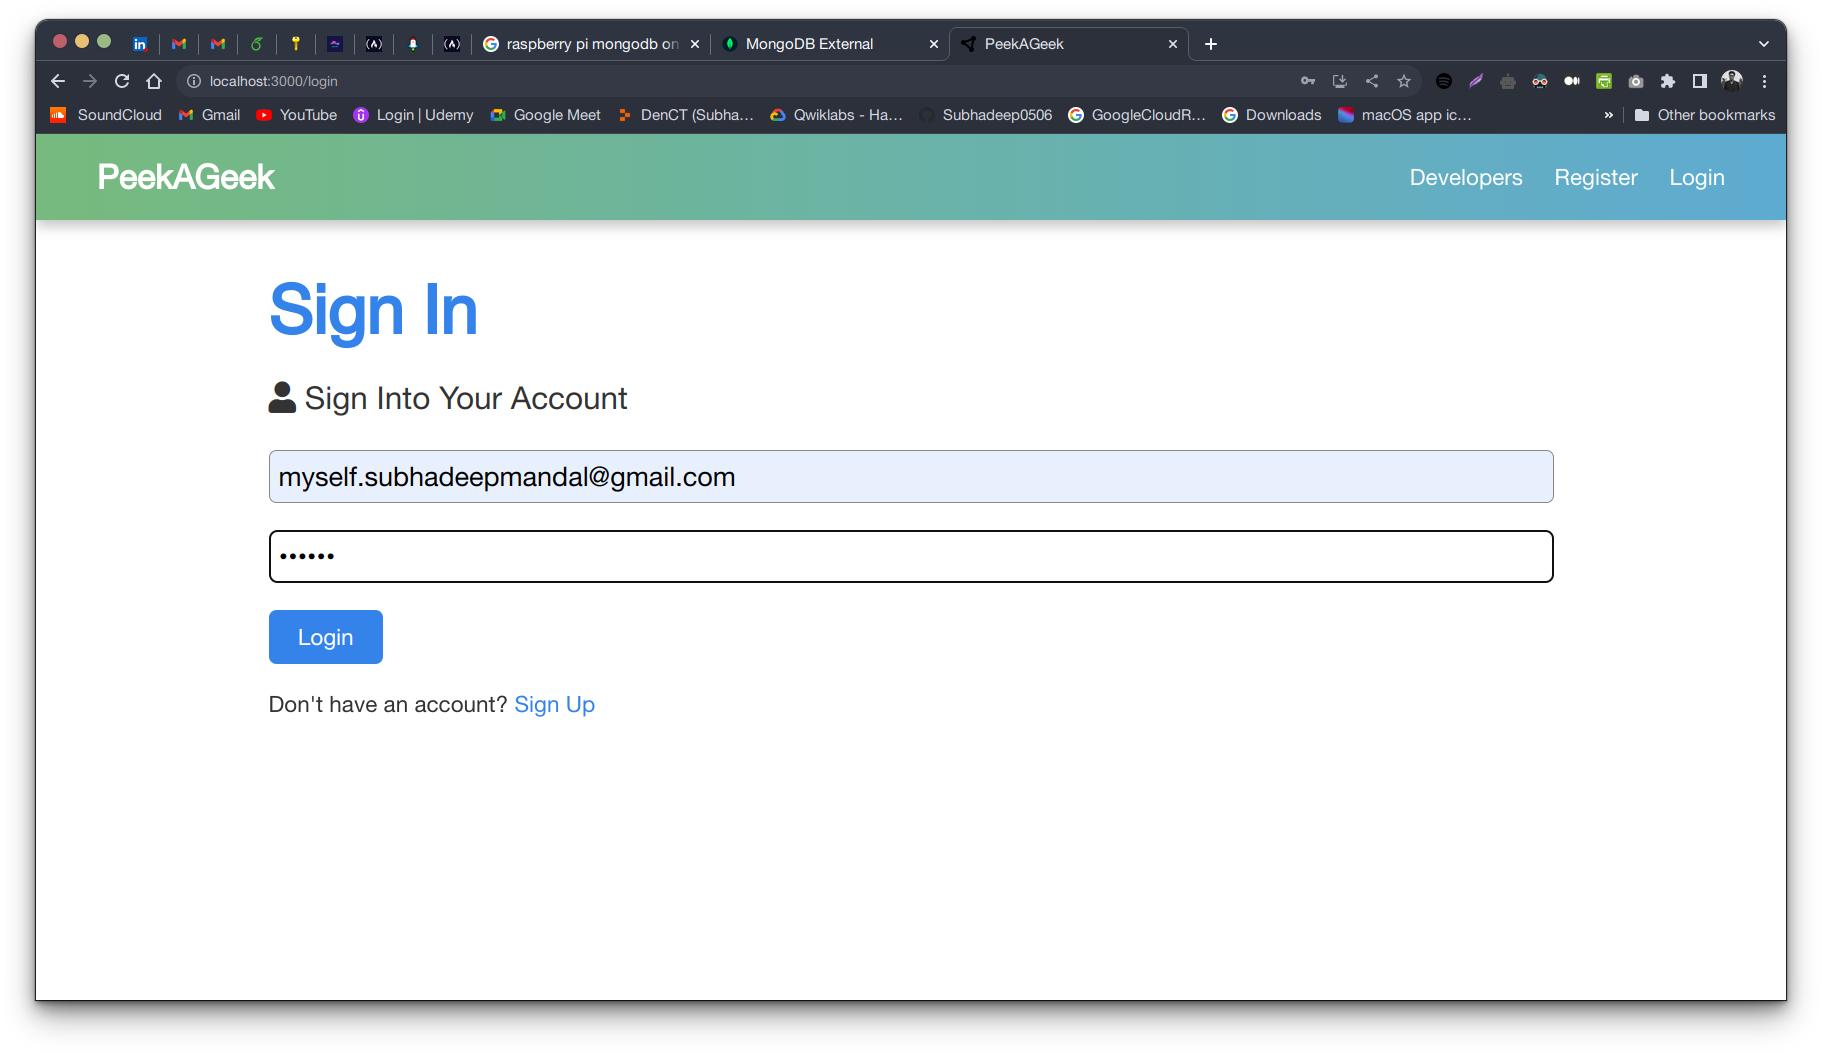 raspberry pi mongodb on
MongoDB External
PeekAGeek
localhost:3000/login
SoundCloud
Gmail
YouTube
Login | Udemy
Google Meet
DenCT (Subha...
Qwiklabs - Ha...
Subhadeep0506
GoogleCloudR...
Downloads
macOS app ic...
»
Other bookmarks
PeekAGeek
Developers
Register
Login
Sign In
Sign Into Your Account
myself.subhadeepmandal@gmail.com
••••••
Login
Don't have an account? Sign Up